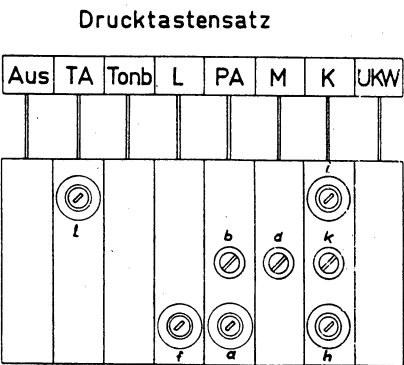 Drucktastensatz
Aus TA Tonb L PA M K UKW
i
l b d k
f a h